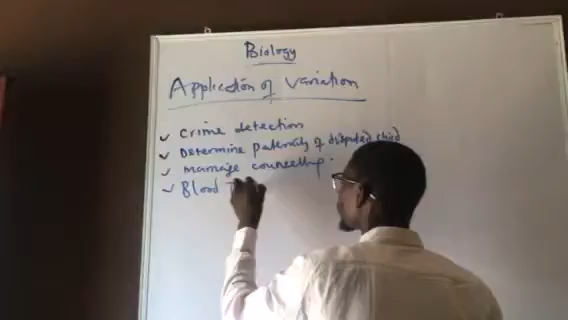 Biology
Application of Variation
✓ Crime detection
✓ Determine paternity of disputed child
✓ Marriage counselling.
✓ Blood T